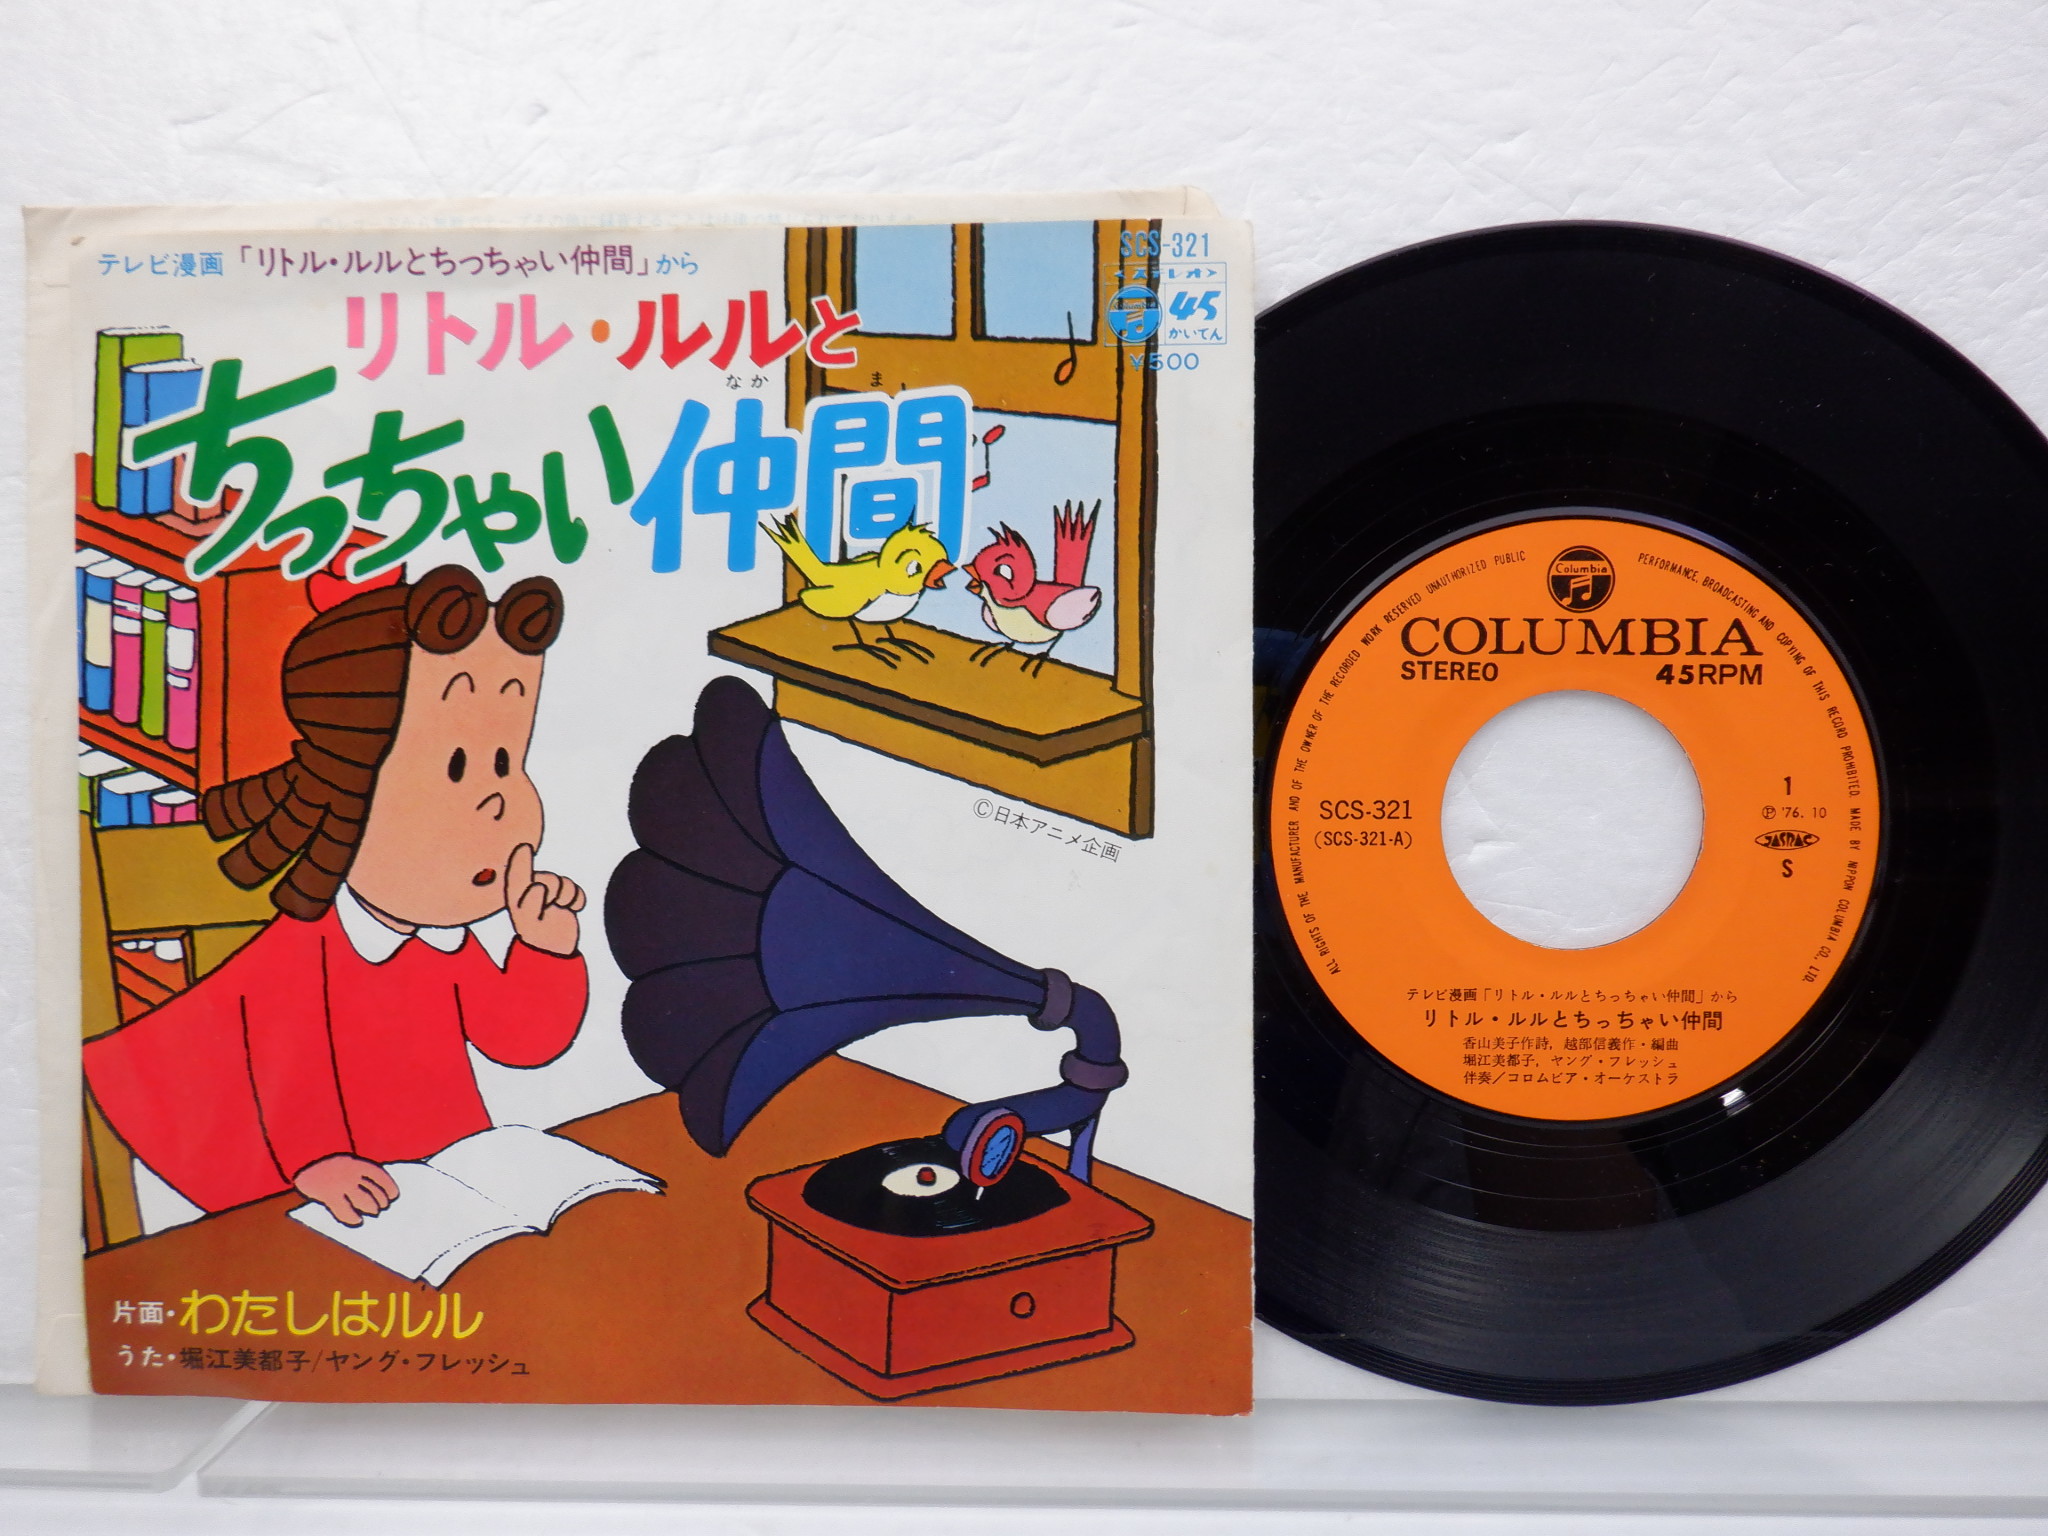 テレビ漫画「リトル・ルルとちっちゃい仲間」から
リトル・ルルと
ちっちゃい仲間
なか ま
SCS-321
<ステレオ>
Columbia
45
かいてん
¥500
©日本アニメ企画
片面・わたしはルル
うた・堀江美都子/ヤング・フレッシュ
ALL RIGHTS OF THE MANUFACTURER AND OF THE OWNER OF THE RECORDED WORK RESERVED UNAUTHORIZED PUBLIC PERFORMANCE, BROADCASTING AND COPYING OF THIS RECORD PROHIBITED. MADE BY NIPPON COLUMBIA CO., LTD.
Columbia
COLUMBIA
STEREO 45RPM
SCS-321
(SCS-321-A)
1
Ⓟ '76. 10
JASRAC
S
テレビ漫画「リトル・ルルとちっちゃい仲間」から
リトル・ルルとちっちゃい仲間
香山美子作詩, 越部信義作・編曲
堀江美都子, ヤング・フレッシュ
伴奏/コロムビア・オーケストラ